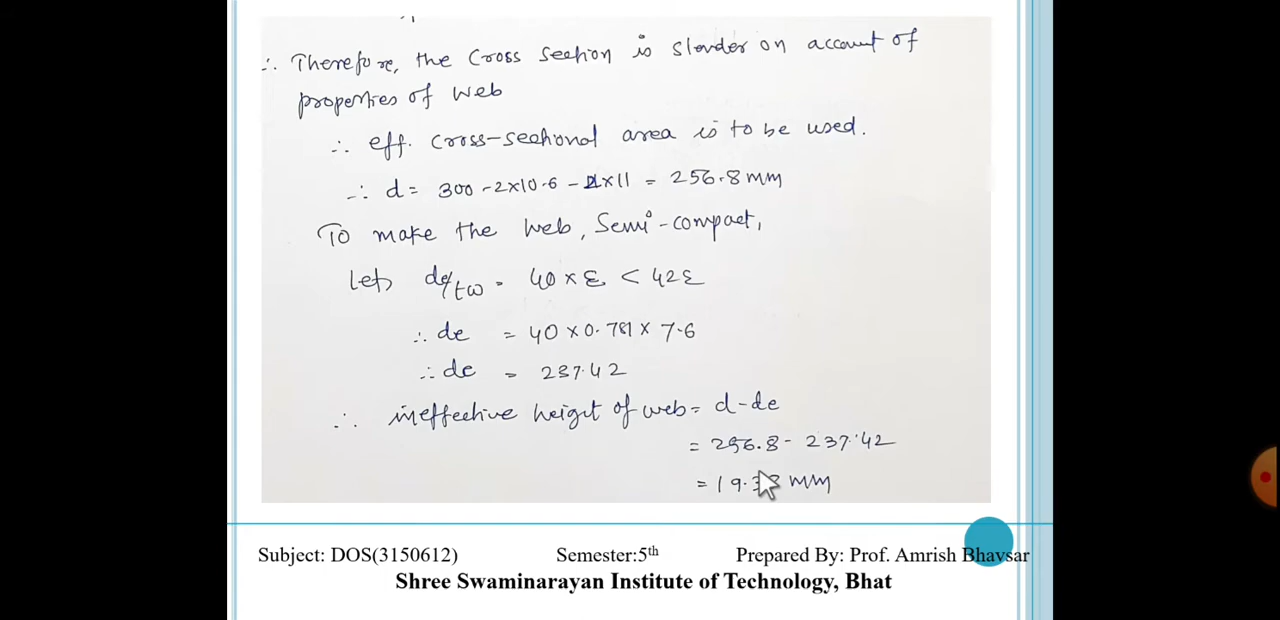 ∴ Therefore, the cross section is slender on account of
properties of web
∴ eff. cross-sectional area is to be used.
∴ d = 300 - 2×10.6 - 2×11 = 256.8 mm
To make the web, Semi-compact,
Let, de/tw = 40 × ε < 42ε
∴ de = 40 × 0.781 × 7.6
∴ de = 237.42
∴ ineffective height of web = d-de
= 256.8 - 237.42
= 19.38 mm
Subject: DOS(3150612) Semester:5th Prepared By: Prof. Amrish Bhavsar
Shree Swaminarayan Institute of Technology, Bhat